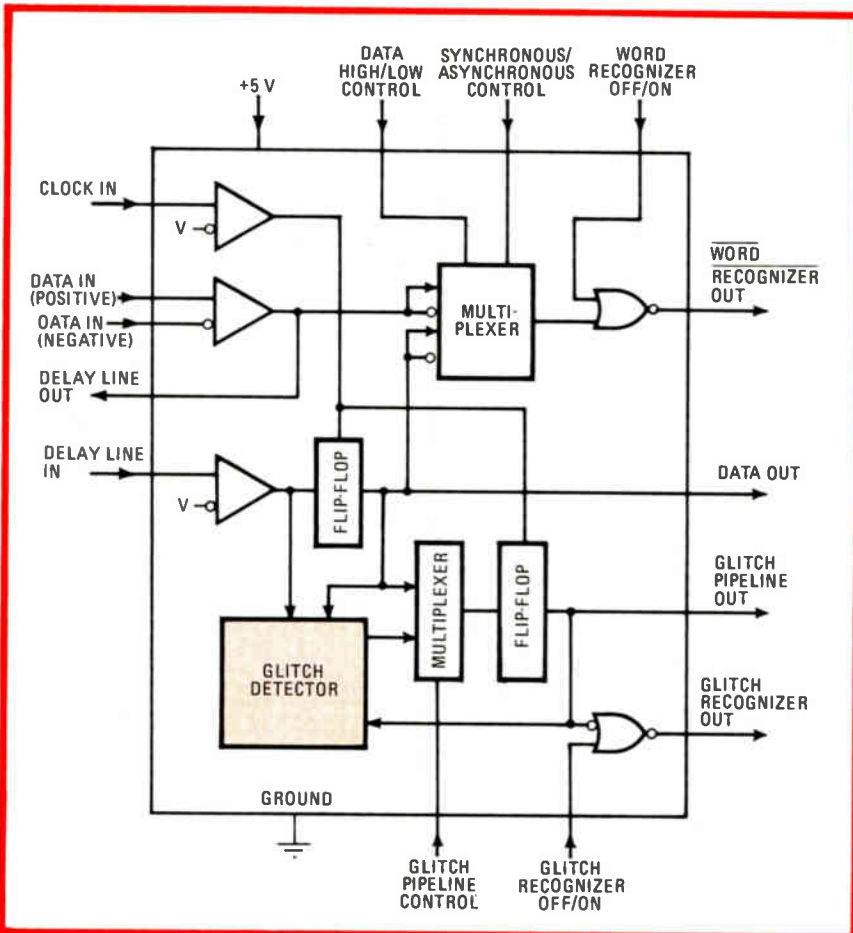 DATA
HIGH/LOW
CONTROL
SYNCHRONOUS/
ASYNCHRONOUS
CONTROL
WORD
RECOGNIZER
OFF/ON
+5 V
CLOCK IN
V
DATA IN
(POSITIVE)
OATA IN
(NEGATIVE)
DELAY LINE
OUT
MULTI-
PLEXER
WORD
RECOGNIZER
OUT
DELAY LINE
IN
V
FLIP-FLOP
DATA OUT
MULTIPLEXER
FLIP-FLOP
GLITCH
PIPELINE
OUT
GLITCH
DETECTOR
GLITCH
RECOGNIZER
OUT
GROUND
GLITCH
PIPELINE
CONTROL
GLITCH
RECOGNIZER
OFF/ON